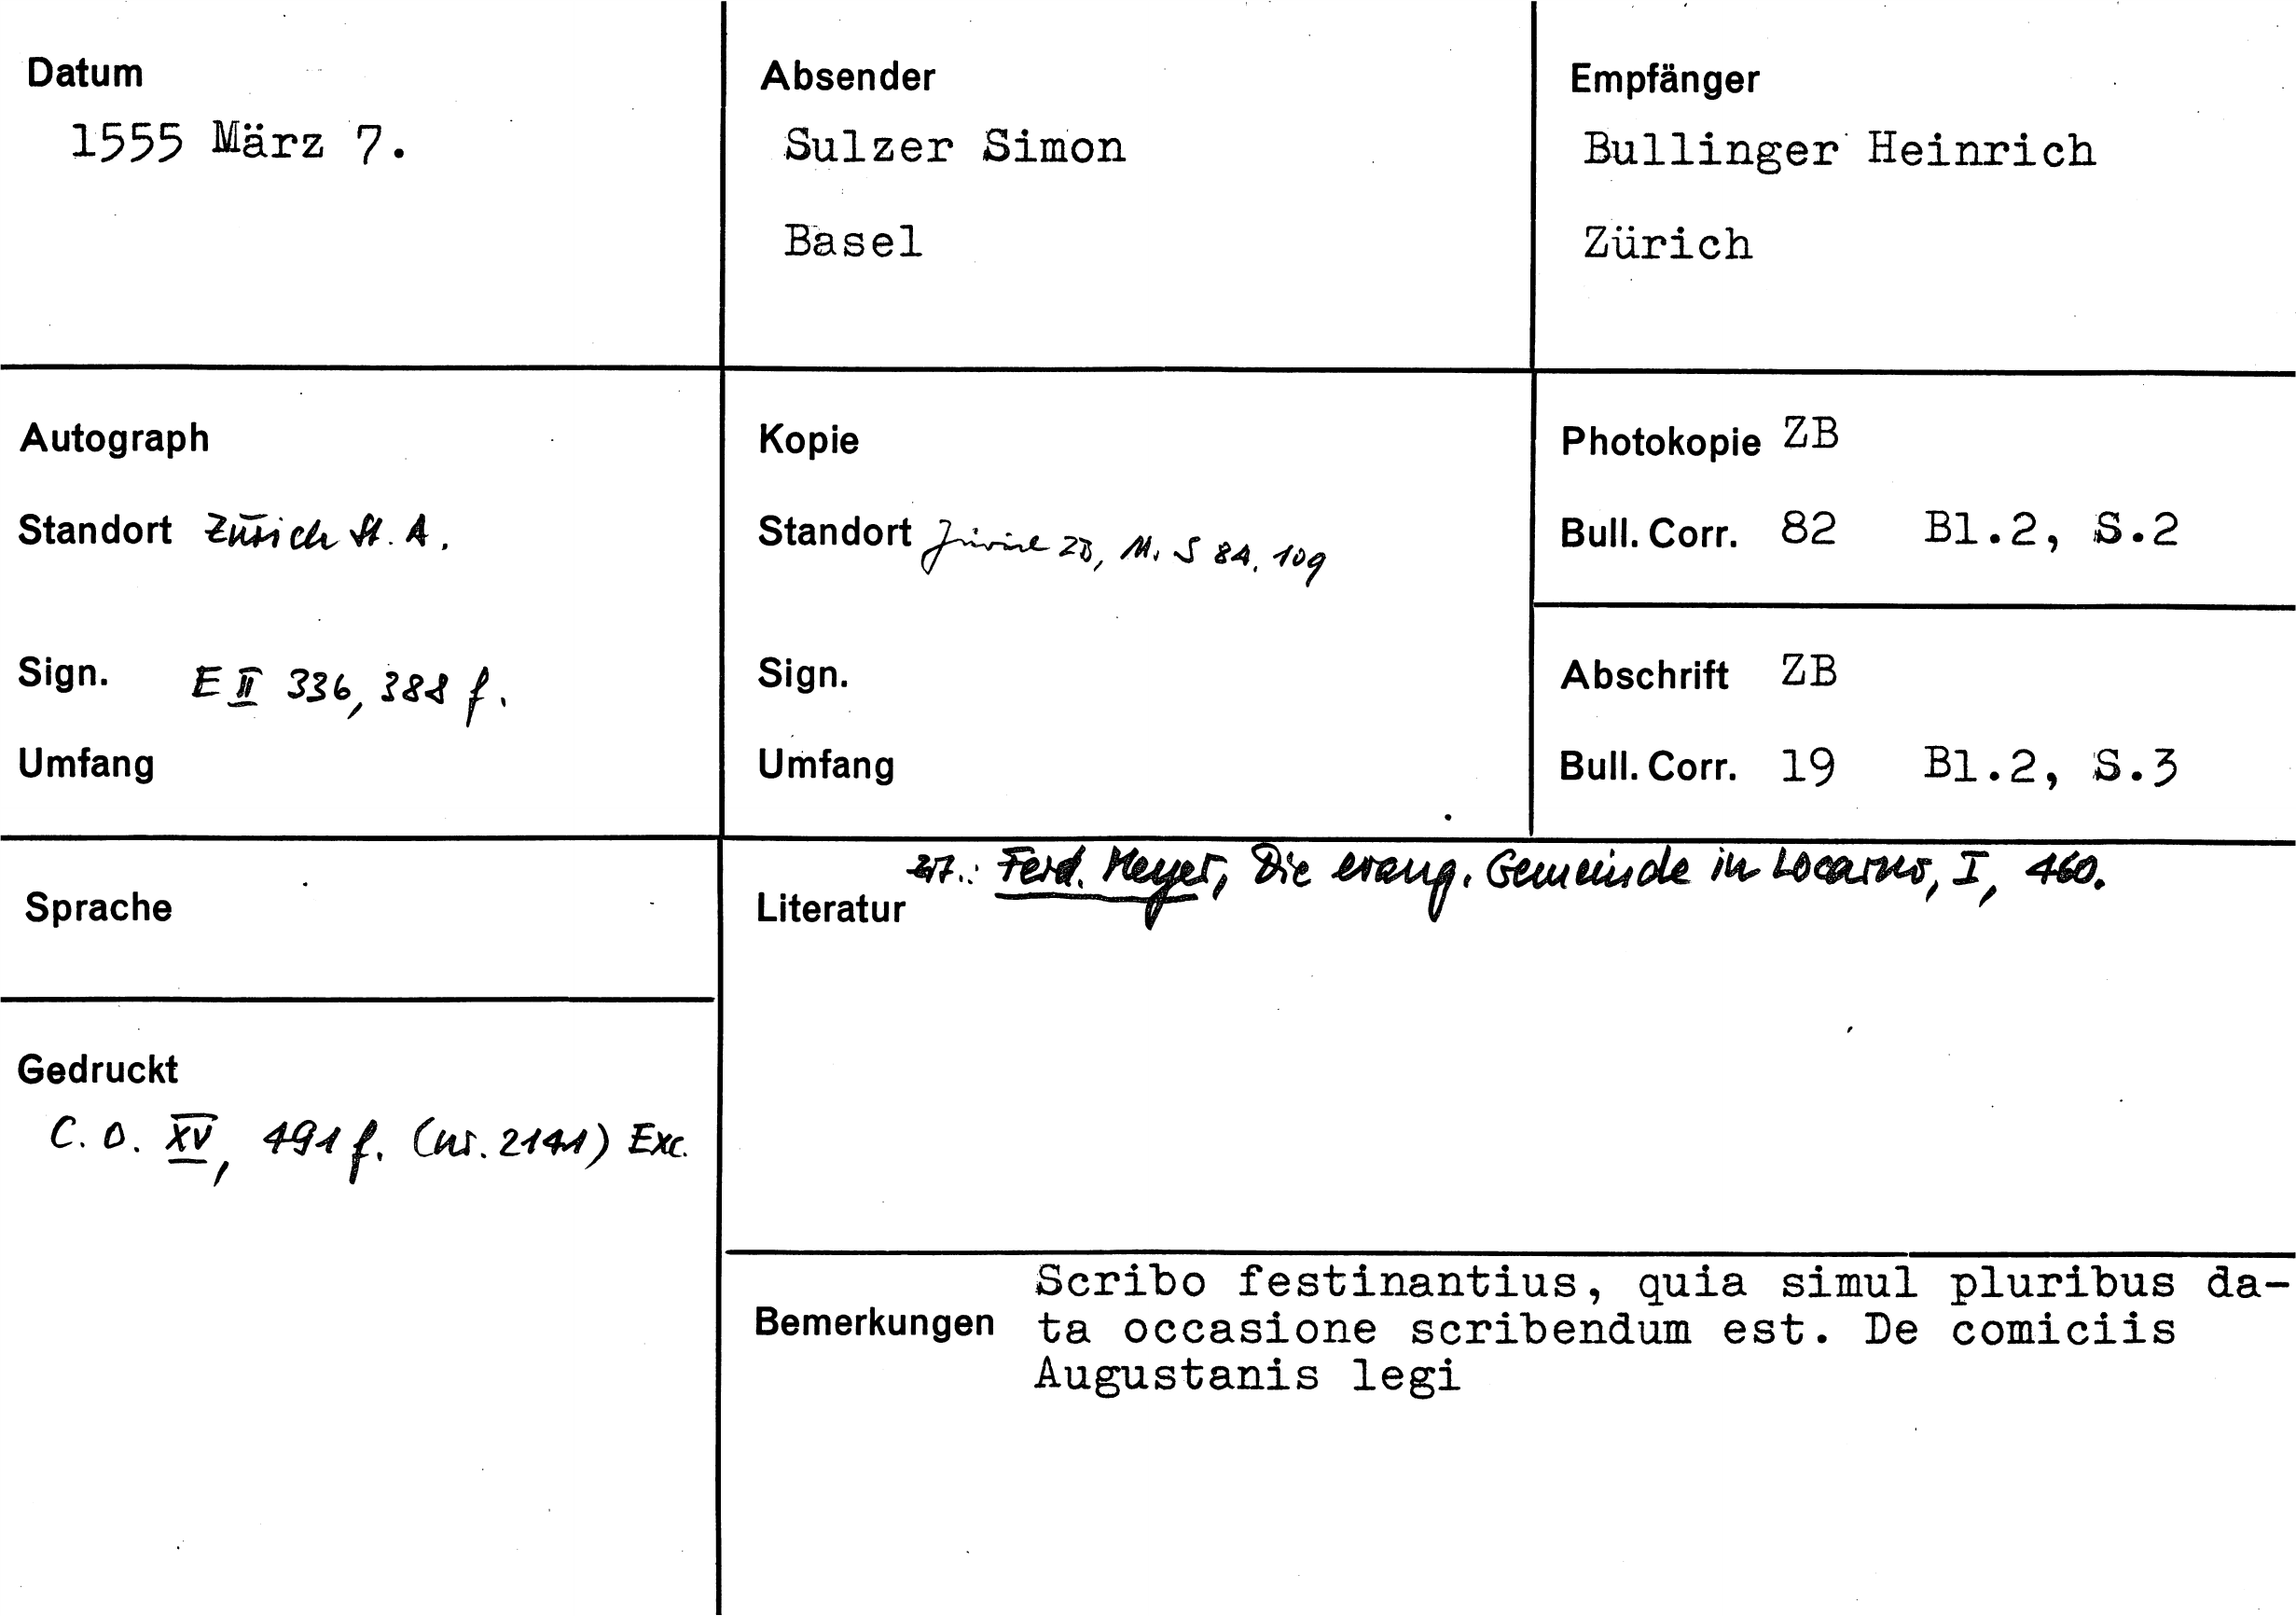 Datum
1555 März 7.
Absender
Sulzer Simon
Basel
Empfänger
Bullinger Heinrich
Zürich
Autograph
Standort Zürich St. A.
Sign. E II 336, 388 f.
Umfang
Kopie
Standort Zürich ZB, M. S 84, 109
Sign.
Umfang
Photokopie ZB
Bull. Corr. 82 Bl.2, S.2
Abschrift ZB
Bull. Corr. 19 Bl.2, S.3
Sprache
Gedruckt
C. O. XV, 491 f. (nr. 2141) Exc.
Literatur
Ferd. Meyer, Die evang. Gemeinde in Locarno, I, 460.
Bemerkungen
Scribo festinantius, quia simul pluribus da-
ta occasione scribendum est. De comiciis
Augustanis legi